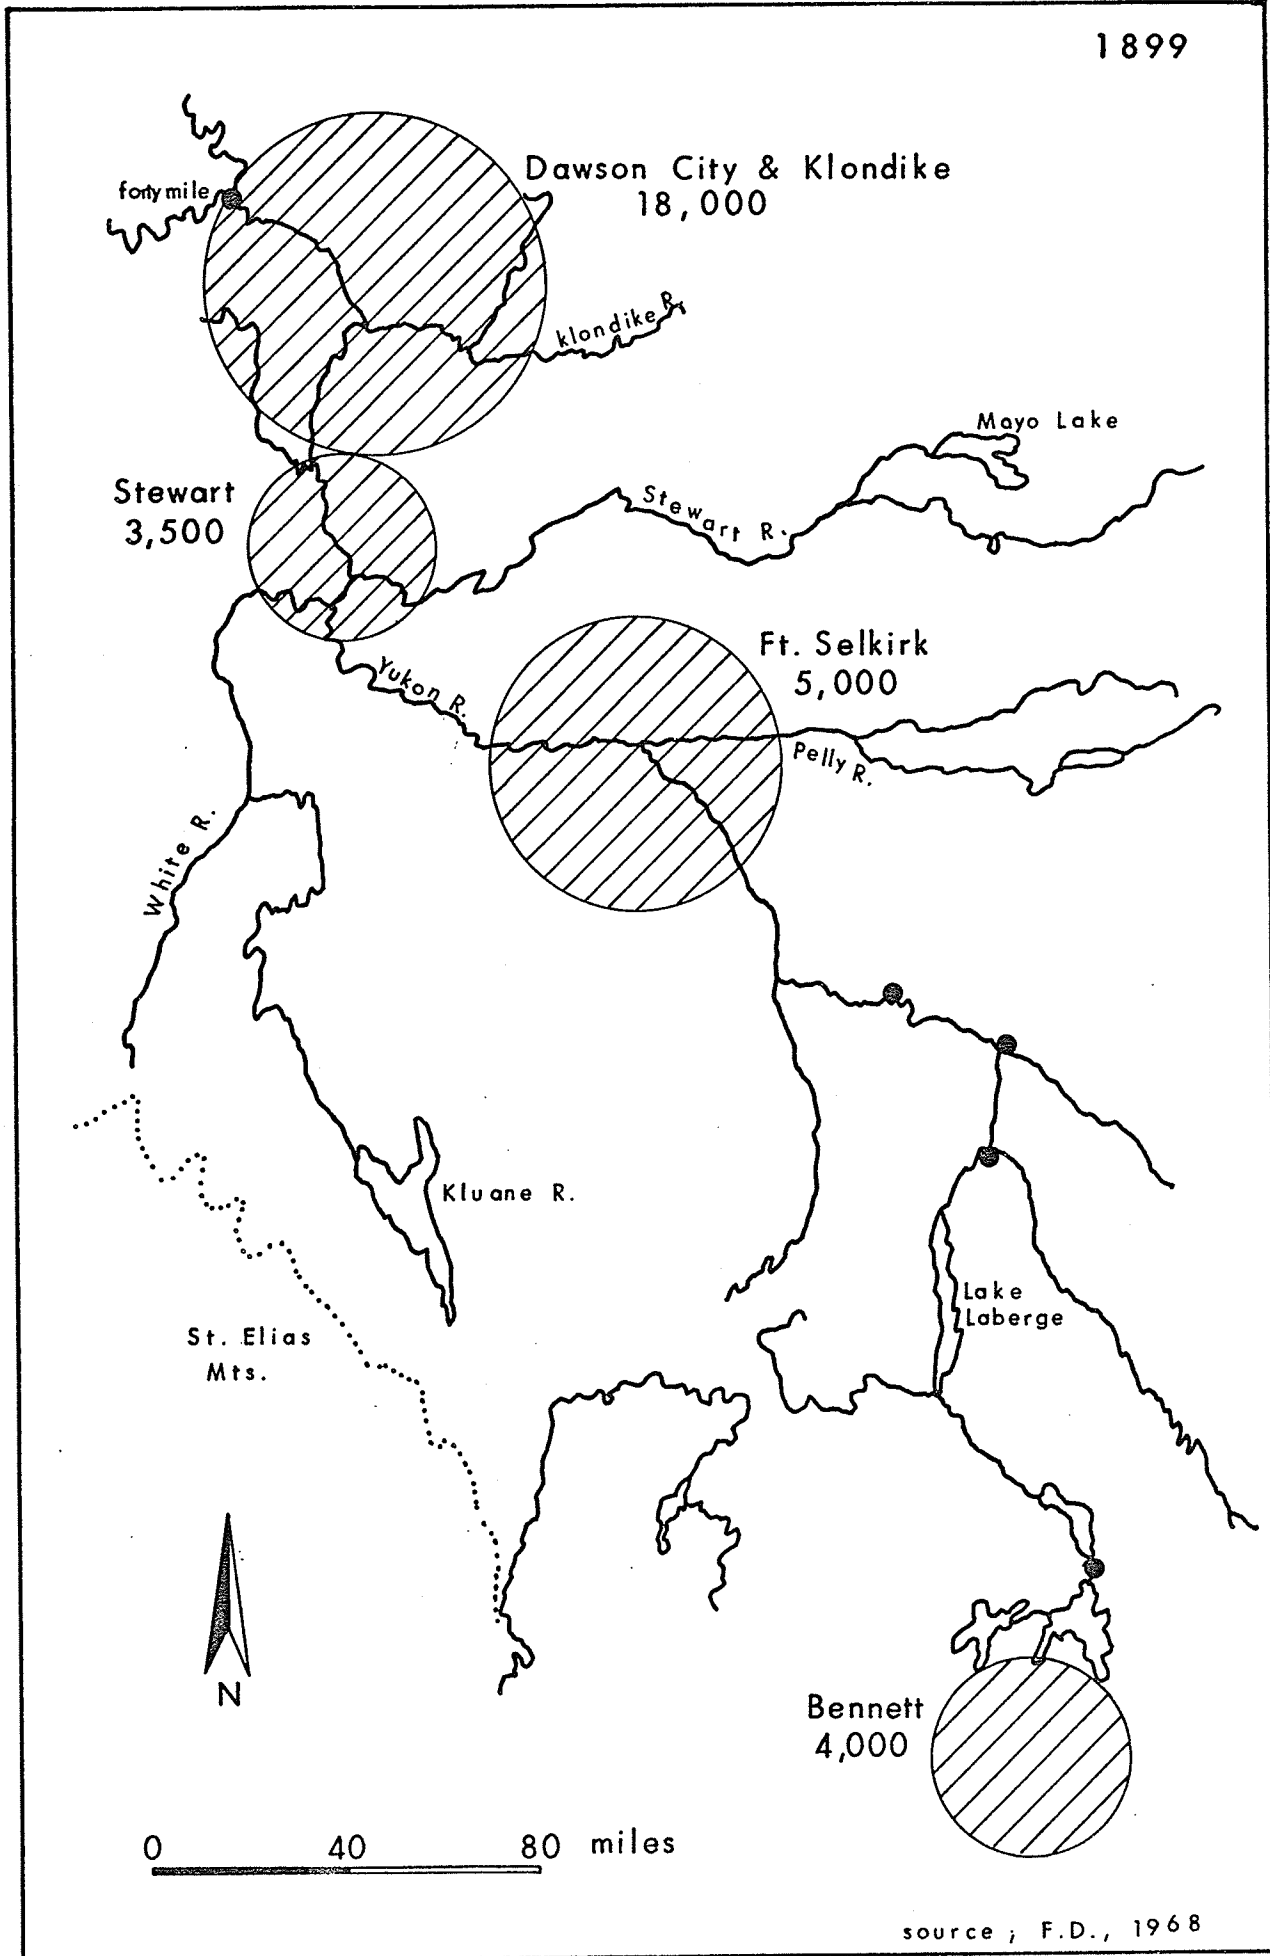 1899
Dawson City & Klondike
18,000
fortymile
klondike R.
Mayo Lake
Stewart
3,500
Stewart R.
Ft. Selkirk
5,000
Yukon R.
Pelly R.
White R.
Kluane R.
Lake
Laberge
St. Elias
Mts.
N
Bennett
4,000
0 40 80 miles
source ; F.D., 1968